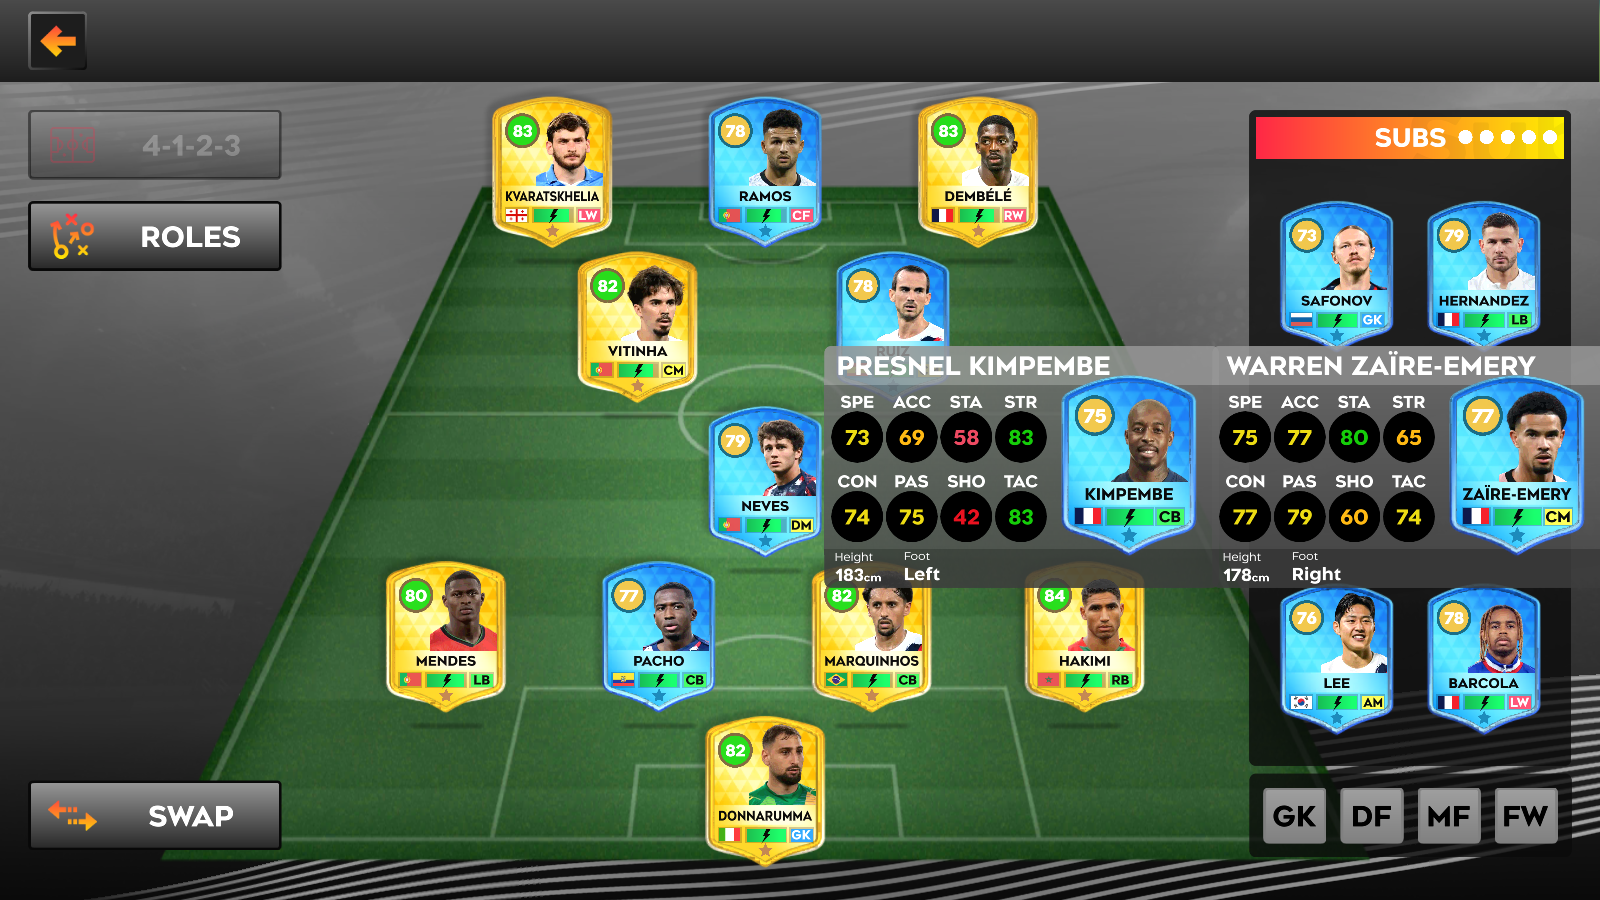 4-1-2-3
ROLES
SWAP
83
KVARATSKHELIA
LW
78
RAMOS
CF
83
DEMBÉLÉ
RW
82
VITINHA
CM
78
RUIZ
79
NEVES
DM
80
MENDES
LB
77
PACHO
CB
82
MARQUINHOS
CB
84
HAKIMI
RB
82
DONNARUMMA
GK
PRESNEL KIMPEMBE
SPE ACC STA STR
73 69 58 83
CON PAS SHO TAC
74 75 42 83
Height Foot
183cm Left
75
KIMPEMBE
CB
WARREN ZAÏRE-EMERY
SPE ACC STA STR
75 77 80 65
CON PAS SHO TAC
77 79 60 74
Height Foot
178cm Right
77
ZAÏRE-EMERY
CM
SUBS
73
SAFONOV
GK
79
HERNANDEZ
LB
76
LEE
AM
78
BARCOLA
LW
GK DF MF FW